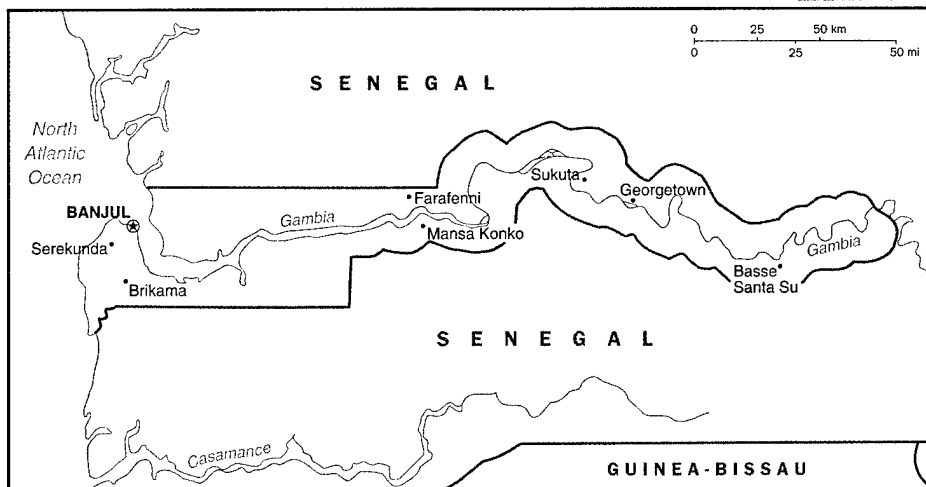 0 25 50 km
0 25 50 mi
SENEGAL
North
Atlantic
Ocean
Sukuta
Georgetown
Farafenni
BANJUL
Gambia
Mansa Konko
Serekunda
Gambia
Basse
Santa Su
Brikama
SENEGAL
Casamance
GUINEA-BISSAU